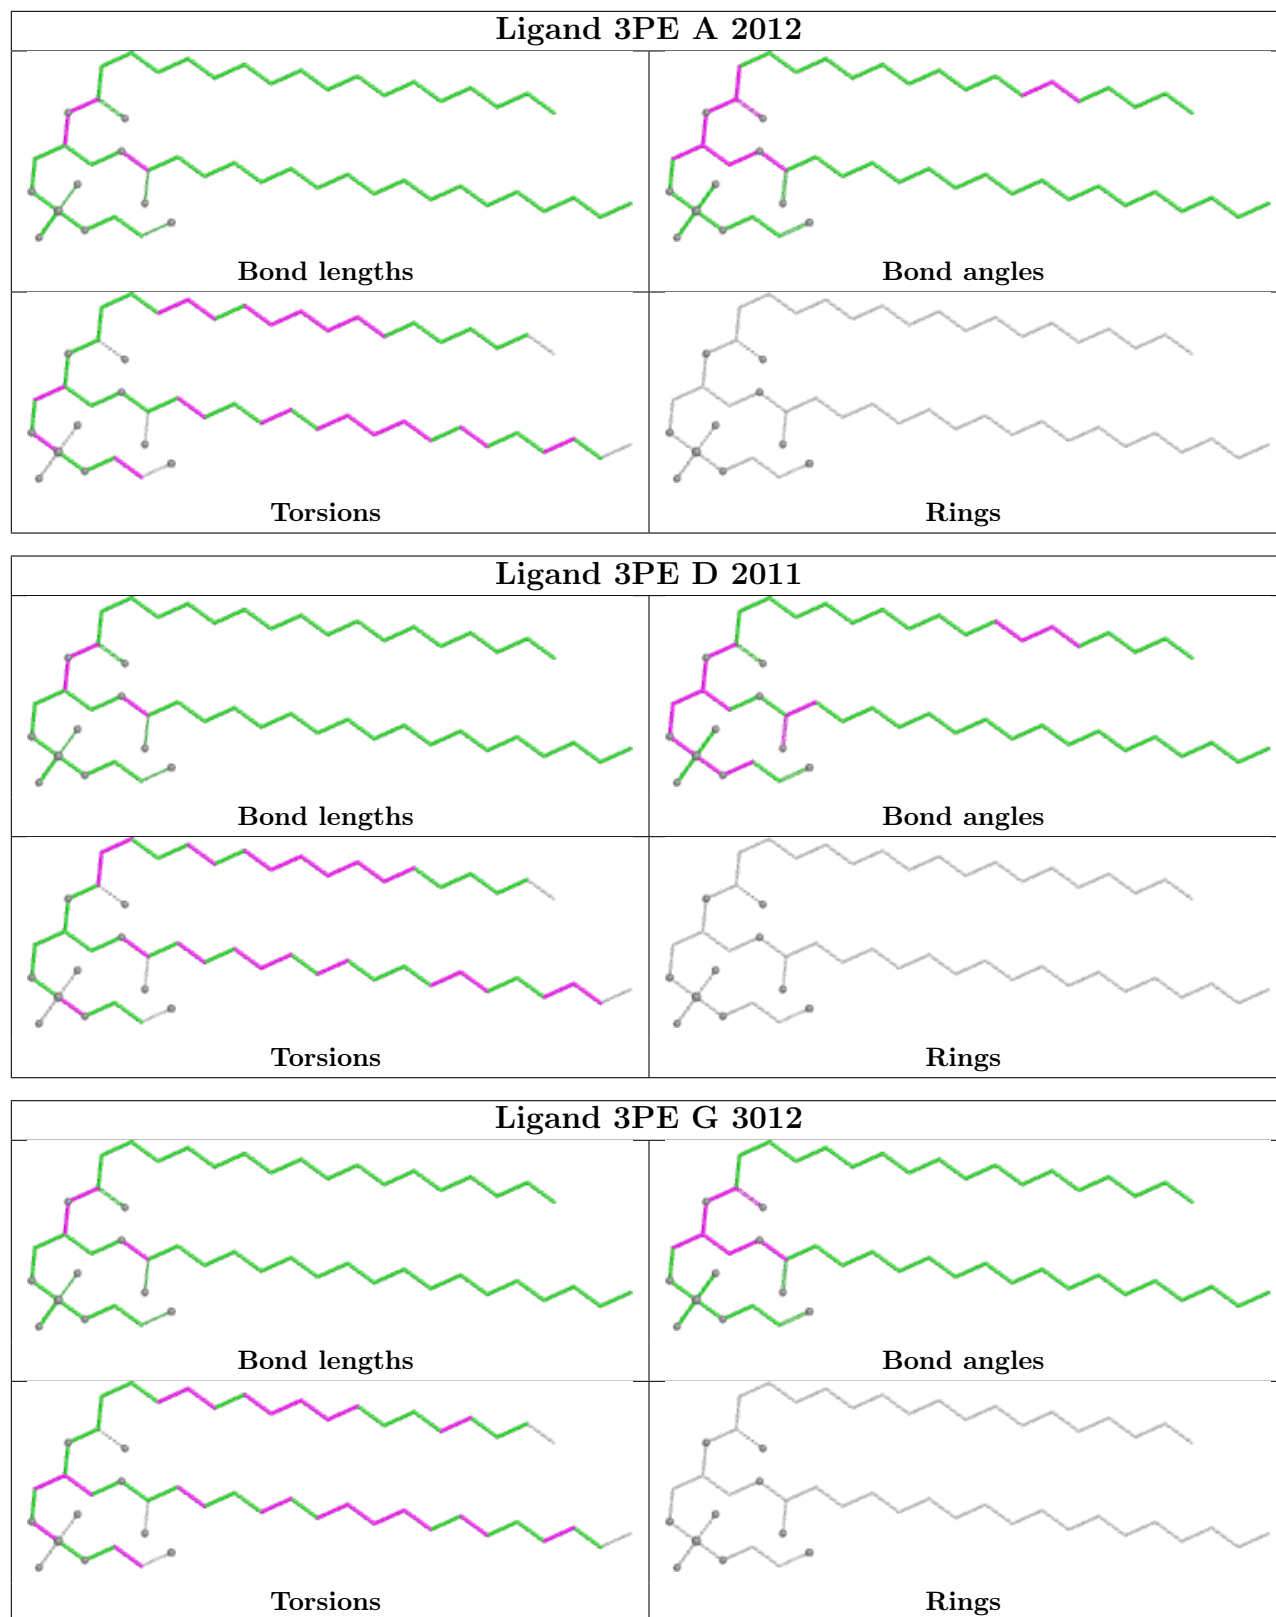 Ligand 3PE A 2012
Bond lengths
Bond angles
Torsions
Rings
Ligand 3PE D 2011
Bond lengths
Bond angles
Torsions
Rings
Ligand 3PE G 3012
Bond lengths
Bond angles
Torsions
Rings